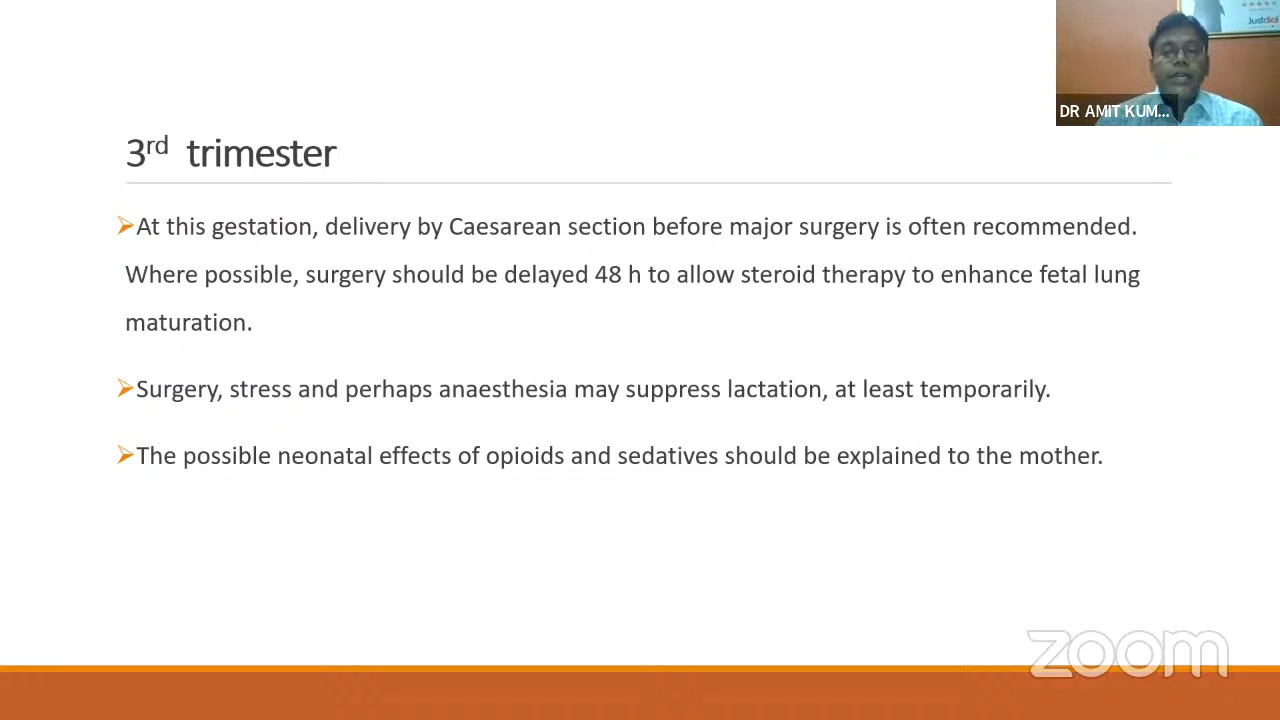 Justdial
DR AMIT KUM...
3rd trimester
➢At this gestation, delivery by Caesarean section before major surgery is often recommended.
Where possible, surgery should be delayed 48 h to allow steroid therapy to enhance fetal lung
maturation.
➢Surgery, stress and perhaps anaesthesia may suppress lactation, at least temporarily.
➢The possible neonatal effects of opioids and sedatives should be explained to the mother.
zoom